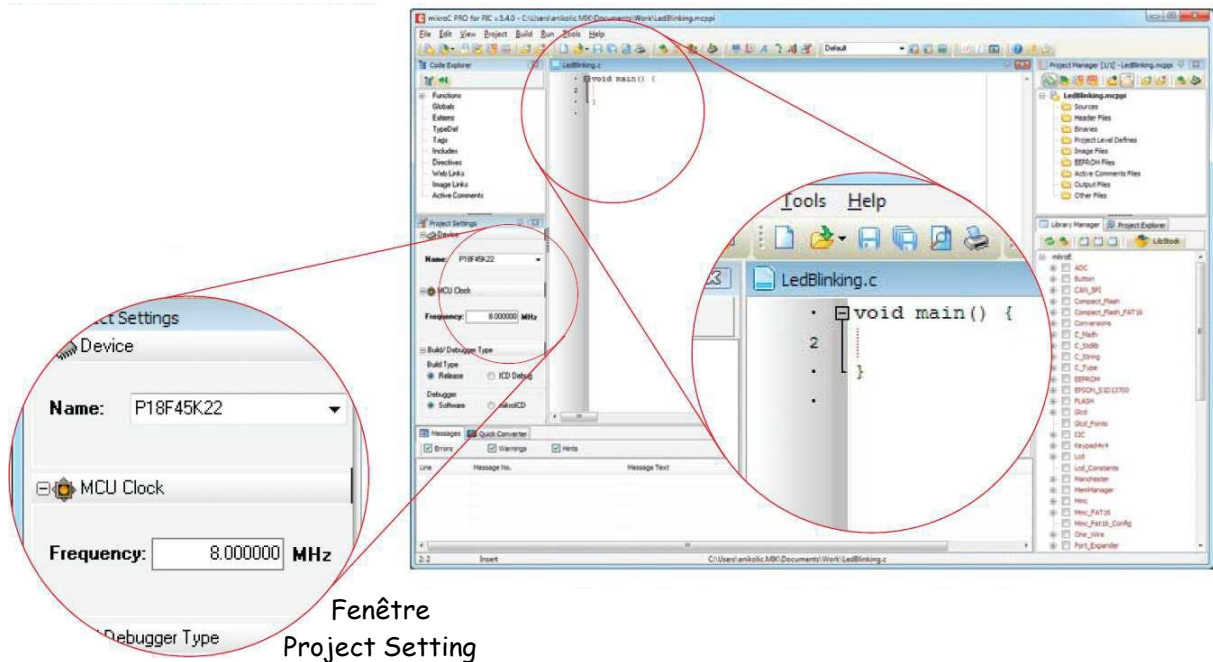 mikroC PRO for PIC v.5.4.0 - C:\Users\anikolic.MIK\Documents\Work\LedBlinking.mcppi
File Edit View Project Build Run Tools Help
Default
Code Explorer
Functions
Globals
Externs
TypeDef
Tags
Includes
Directives
Web Links
Image Links
Active Comments
LedBlinking.c
void main() {
2
}
Project Manager [1/1] - LedBlinking.mcppi
LedBlinking.mcppi
Sources
Header Files
Binaries
Project Level Defines
Image Files
EEPROM Files
Active Comments Files
Output Files
Other Files
Project Settings
Device
Name: P18F45K22
MCU Clock
Frequency: 8.000000 MHz
Build/Debugger Type
Build Type
Release ICD Debug
Debugger
Software mikroICD
Library Manager Project Explorer
LibStock
mikroE
ADC
Button
CAN_SPI
Compact_Flash
Compact_Flash_FAT16
Conversions
C_Math
C_Stdlib
C_String
C_Type
EEPROM
EPSON_S1D13700
FLASH
Glcd
Glcd_Fonts
I2C
Keypad4x4
Lcd
Lcd_Constants
Manchester
MemManager
Mmc
Mmc_FAT16
Mmc_Fat16_Config
One_Wire
Port_Expander
Messages Quick Converter
Errors Warnings Hints
Line Message No. Message Text
2:2 Insert C:\Users\anikolic.MIK\Documents\Work\LedBlinking.c
Tools Help
LedBlinking.c
void main() {
2
}
ct Settings
Device
Name: P18F45K22
MCU Clock
Frequency: 8.000000 MHz
Debugger Type
Fenêtre
Project Setting